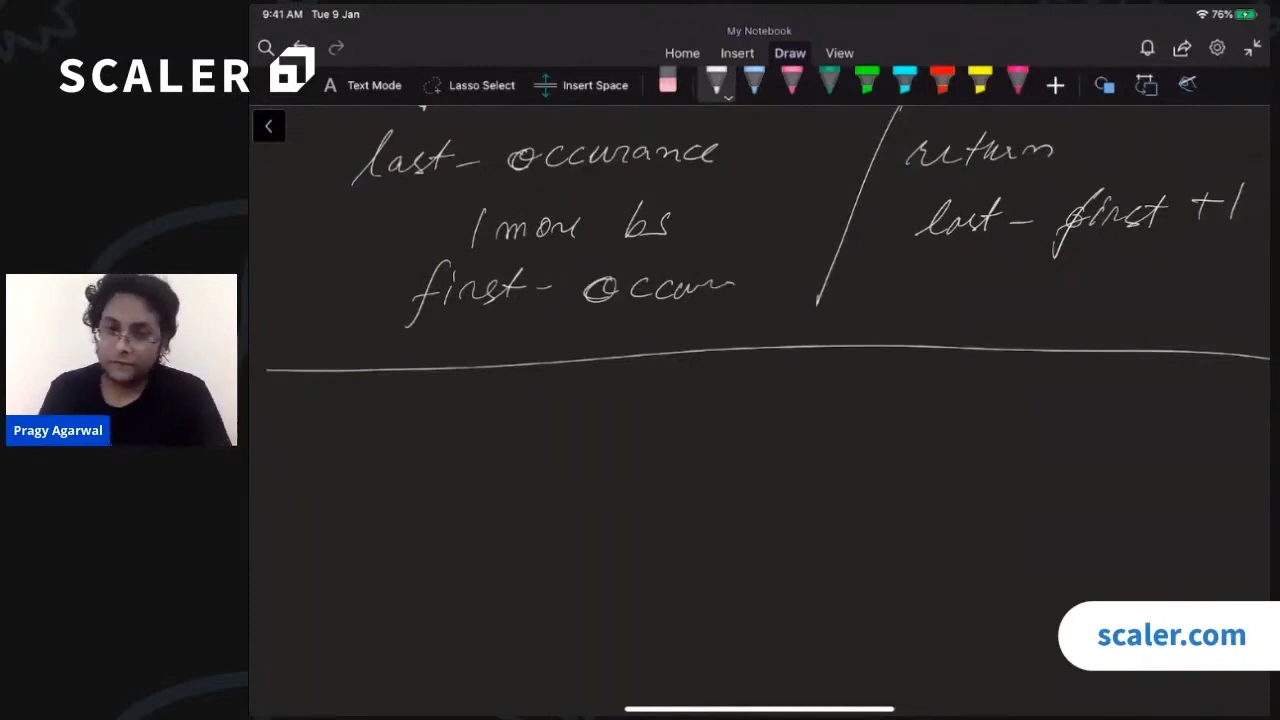 9:41 AM Tue 9 Jan
76%
My Notebook
Home Insert Draw View
SCALER
Text Mode Lasso Select Insert Space
last- occurance
return
1 more bs
last- first +1
first- occur
Pragy Agarwal
scaler.com